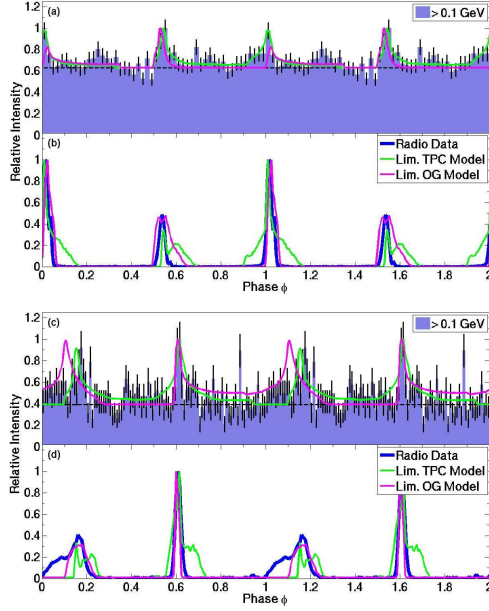 (a)
> 0.1 GeV
1
0.8
0.6
0.4
0.2
0
Relative Intensity
(b)
Radio Data
Lim. TPC Model
Lim. OG Model
1
0.8
0.6
0.4
0.2
0
0 0.2 0.4 0.6 0.8 1.0 1.2 1.4 1.6 1.8 2
Phase ϕ
(c)
> 0.1 GeV
1
0.8
0.6
0.4
0.2
0
Relative Intensity
(d)
Radio Data
Lim. TPC Model
Lim. OG Model
1
0.8
0.6
0.4
0.2
0
0 0.2 0.4 0.6 0.8 1.0 1.2 1.4 1.6 1.8 2
Phase ϕ